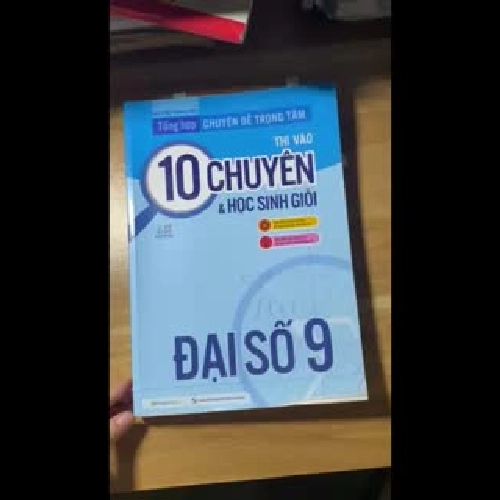 Tổng hợp CHUYÊN ĐỀ TRỌNG TÂM
THI VÀO
10 CHUYÊN
& HỌC SINH GIỎI
ĐẠI SỐ 9